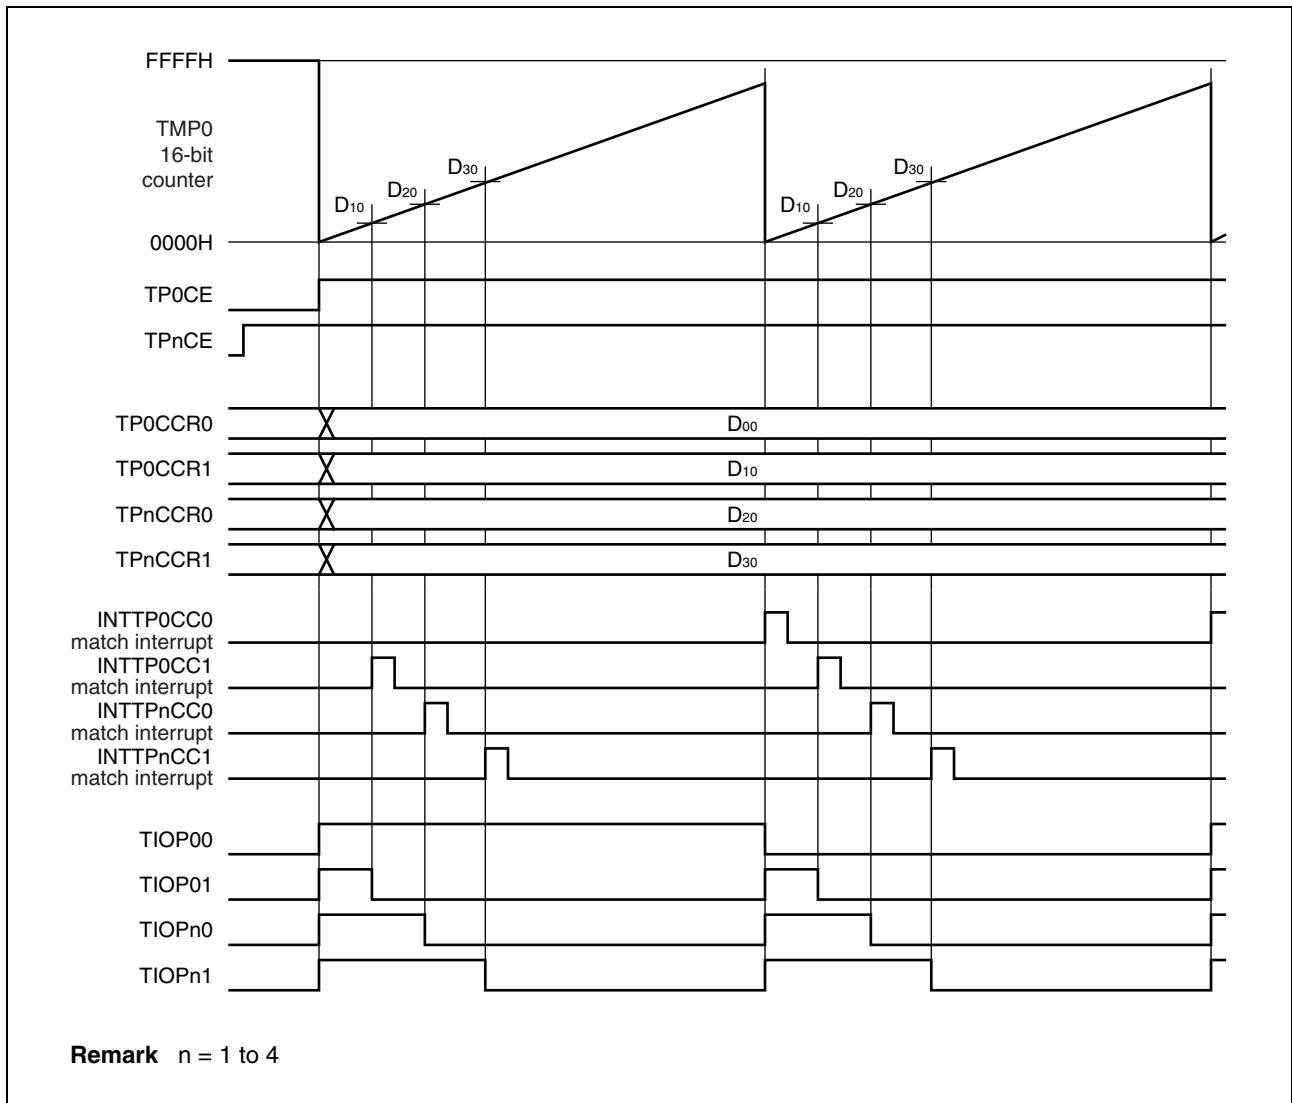 FFFFH
TMP0
16-bit
counter
D10 D20 D30 D10 D20 D30
0000H
TP0CE
TPnCE
TP0CCR0 D00
TP0CCR1 D10
TPnCCR0 D20
TPnCCR1 D30
INTTP0CC0
match interrupt
INTTP0CC1
match interrupt
INTTPnCC0
match interrupt
INTTPnCC1
match interrupt
TIOP00
TIOP01
TIOPn0
TIOPn1
Remark n = 1 to 4